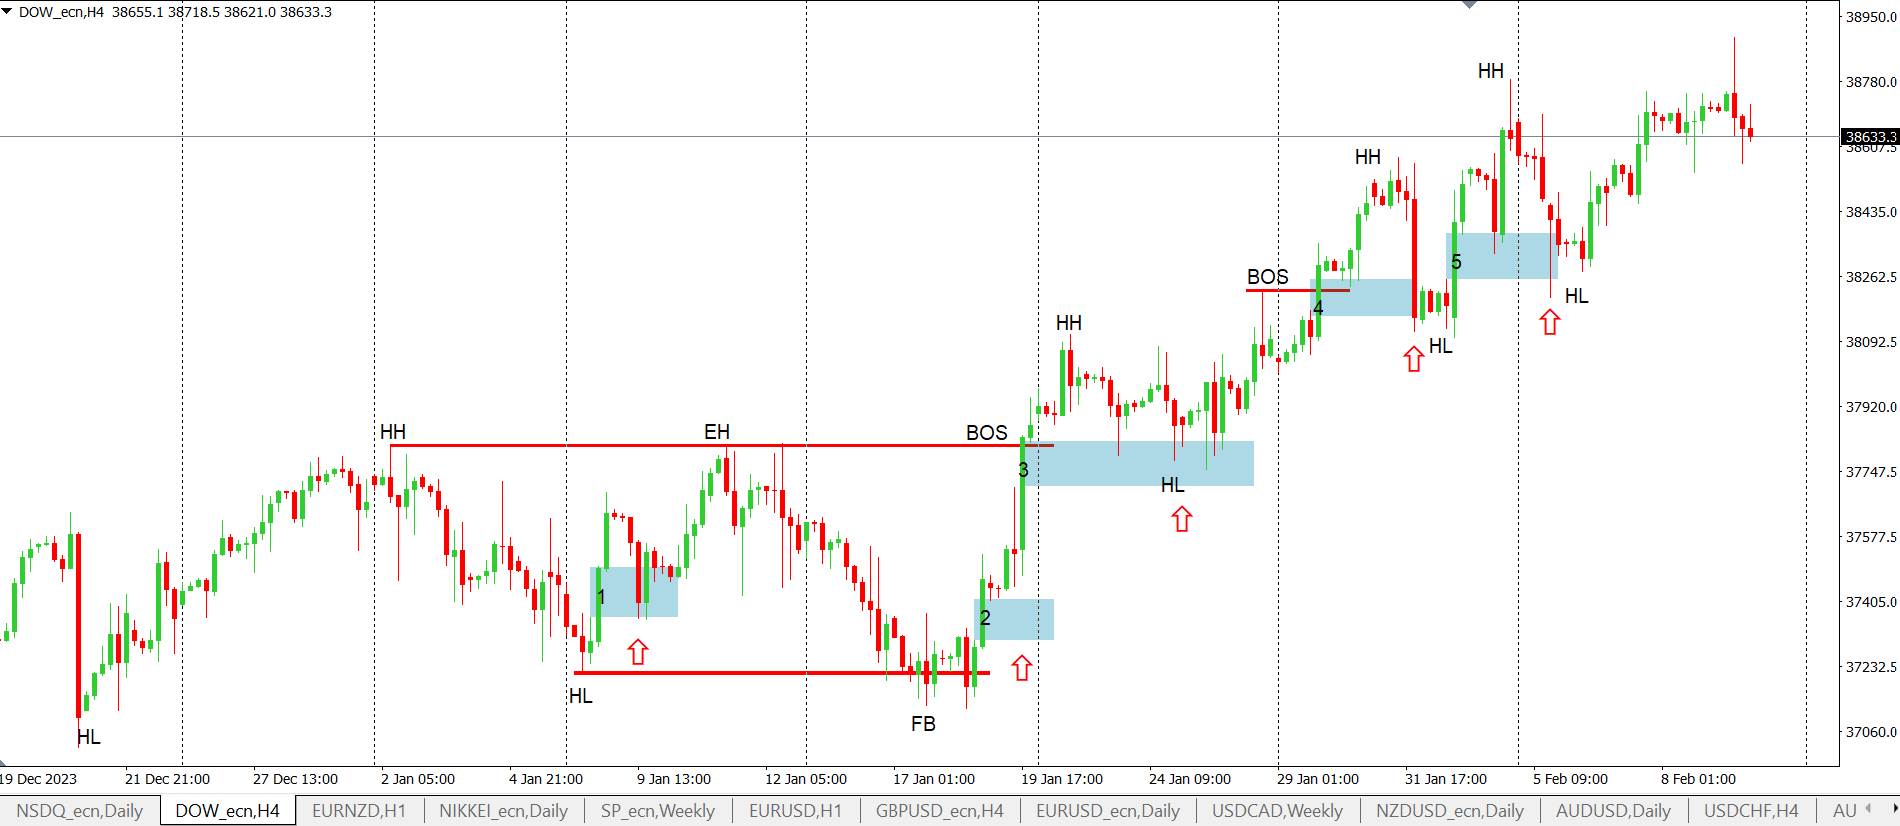 DOW_ecn,H4 38655.1 38718.5 38621.0 38633.3
38950.0
HH
38780.0
38633.3
38607.5
HH
38435.0
BOS
5
38262.5
HL
4
HH
HL
38092.5
37920.0
HH
EH
BOS
3
37747.5
HL
37577.5
1
37405.0
2
37232.5
HL
FB
HL
37060.0
19 Dec 2023 21 Dec 21:00 27 Dec 13:00 2 Jan 05:00 4 Jan 21:00 9 Jan 13:00 12 Jan 05:00 17 Jan 01:00 19 Jan 17:00 24 Jan 09:00 29 Jan 01:00 31 Jan 17:00 5 Feb 09:00 8 Feb 01:00
NSDQ_ecn,Daily DOW_ecn,H4 EURNZD,H1 NIKKEI_ecn,Daily SP_ecn,Weekly EURUSD,H1 GBPUSD_ecn,H4 EURUSD_ecn,Daily USDCAD,Weekly NZDUSD_ecn,Daily AUDUSD,Daily USDCHF,H4 AU